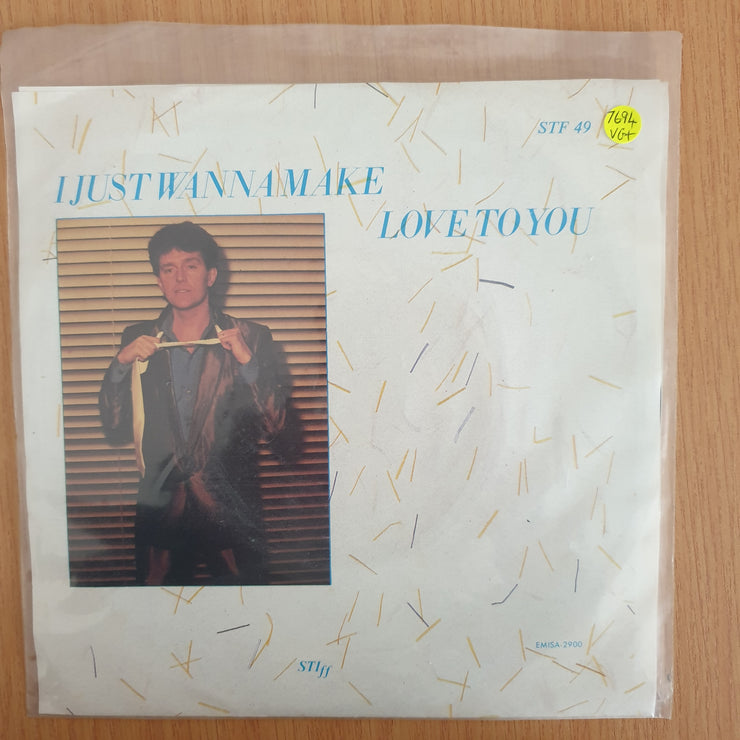 STF 49
7694
VG+
I JUST WANNA MAKE
LOVE TO YOU
EMISA-2900
STIff